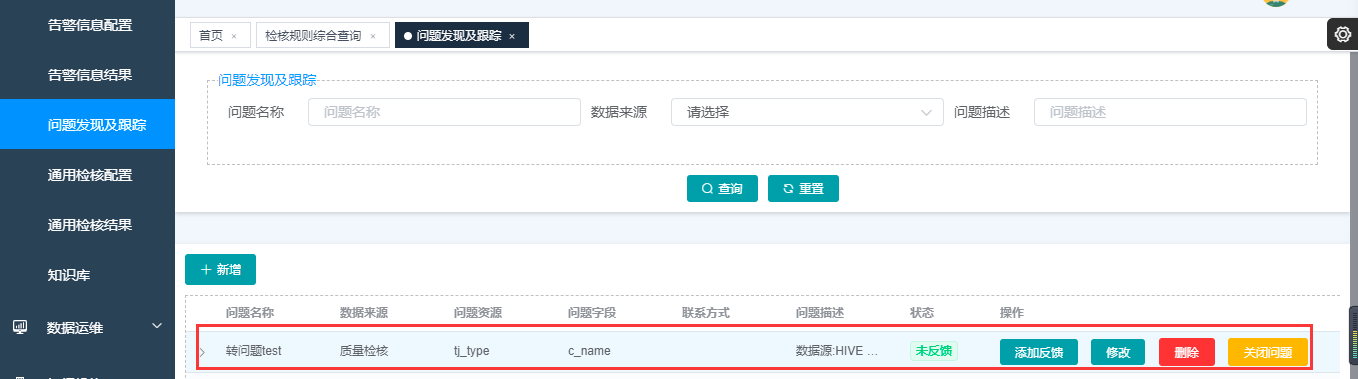 告警信息配置
告警信息结果
问题发现及跟踪
通用检核配置
通用检核结果
知识库
数据运维
首页 × 检核规则综合查询 × 问题发现及跟踪 ×
问题发现及跟踪
问题名称 问题名称 数据来源 请选择 问题描述 问题描述
查询 重置
新增
问题名称 数据来源 问题资源 问题字段 联系方式 问题描述 状态 操作
转问题test 质量检核 tj_type c_name 数据源:HIVE ... 未反馈 添加反馈 修改 删除 关闭问题